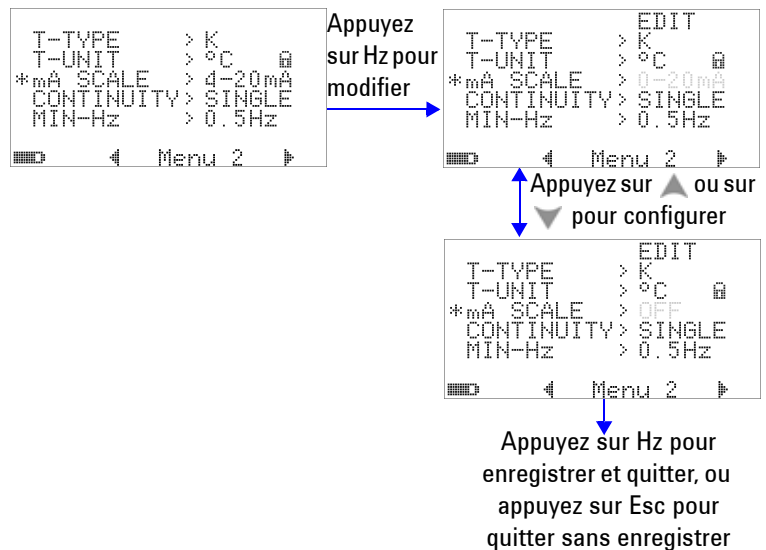 T-TYPE > K
T-UNIT > °C
*mA SCALE > 4-20mA
CONTINUITY> SINGLE
MIN-Hz > 0.5Hz
Menu 2
Appuyez
sur Hz pour
modifier
EDIT
T-TYPE > K
T-UNIT > °C
*mA SCALE > 0-20mA
CONTINUITY> SINGLE
MIN-Hz > 0.5Hz
Menu 2
Appuyez sur ou sur
pour configurer
EDIT
T-TYPE > K
T-UNIT > °C
*mA SCALE > OFF
CONTINUITY> SINGLE
MIN-Hz > 0.5Hz
Menu 2
Appuyez sur Hz pour
enregistrer et quitter, ou
appuyez sur Esc pour
quitter sans enregistrer